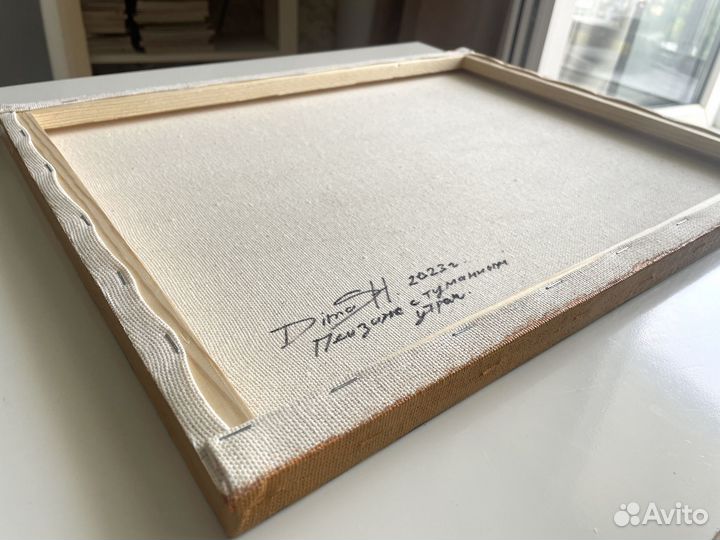 DimaSH 2023г.
Пейзаж с туманным
утром.
Avito